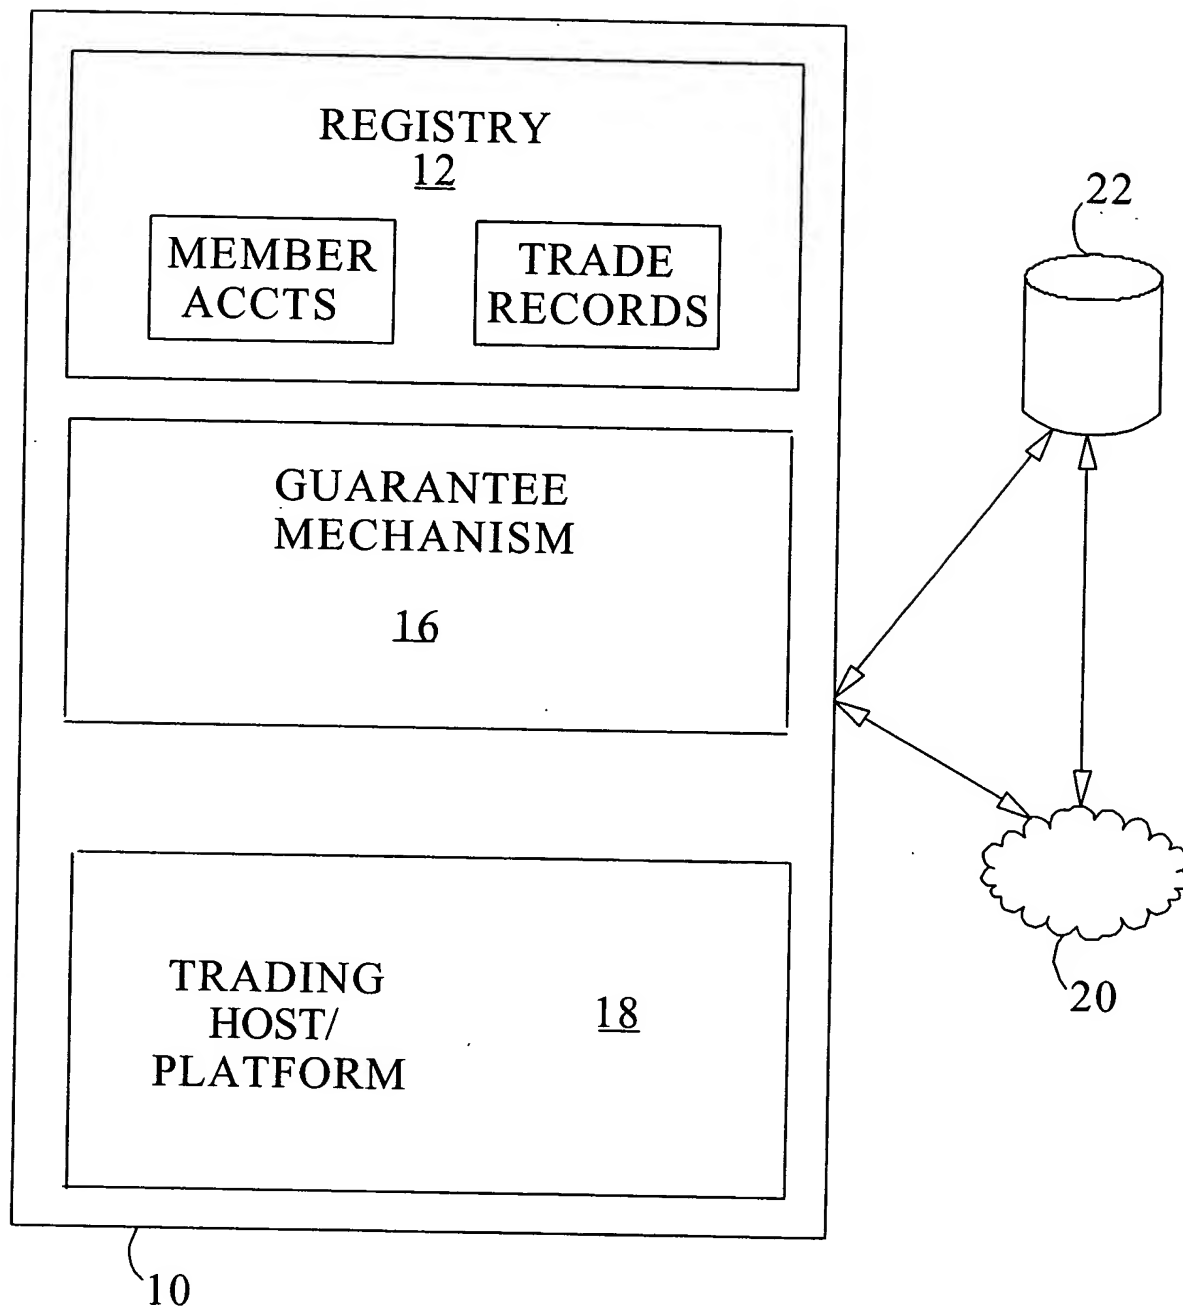 REGISTRY
12
MEMBER
ACCTS
TRADE
RECORDS
22
GUARANTEE
MECHANISM
16
TRADING
HOST/
PLATFORM
18
20
10